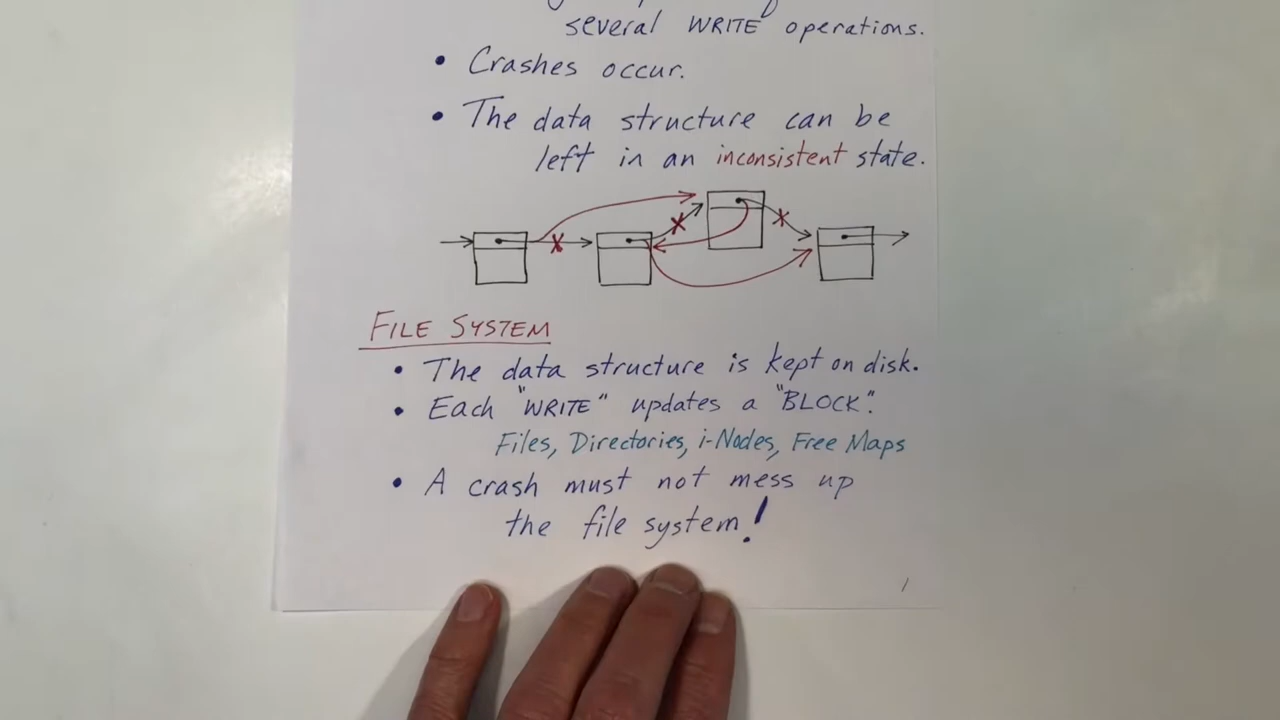 several WRITE operations.
• Crashes occur.
• The data structure can be
left in an inconsistent state.
FILE SYSTEM
• The data structure is kept on disk.
• Each "WRITE" updates a "BLOCK".
Files, Directories, i-Nodes, Free Maps
• A crash must not mess up
the file system!
1